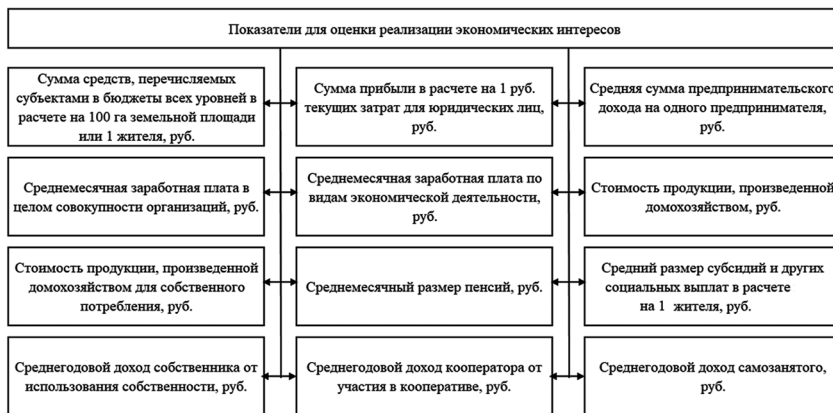 Показатели для оценки реализации экономических интересов
Сумма средств, перечисляемых
субъектами в бюджеты всех уровней в
расчете на 100 га земельной площади
или 1 жителя, руб.
Сумма прибыли в расчете на 1 руб.
текущих затрат для юридических лиц,
руб.
Средняя сумма предпринимательского
дохода на одного предпринимателя,
руб.
Среднемесячная заработная плата в
целом совокупности организаций, руб.
Среднемесячная заработная плата по
видам экономической деятельности,
руб.
Стоимость продукции, произведенной
домохозяйством, руб.
Стоимость продукции, произведенной
домохозяйством для собственного
потребления, руб.
Среднемесячный размер пенсий, руб.
Средний размер субсидий и других
социальных выплат в расчете
на 1 жителя, руб.
Среднегодовой доход собственника от
использования собственности, руб.
Среднегодовой доход кооператора от
участия в кооперативе, руб.
Среднегодовой доход самозанятого,
руб.